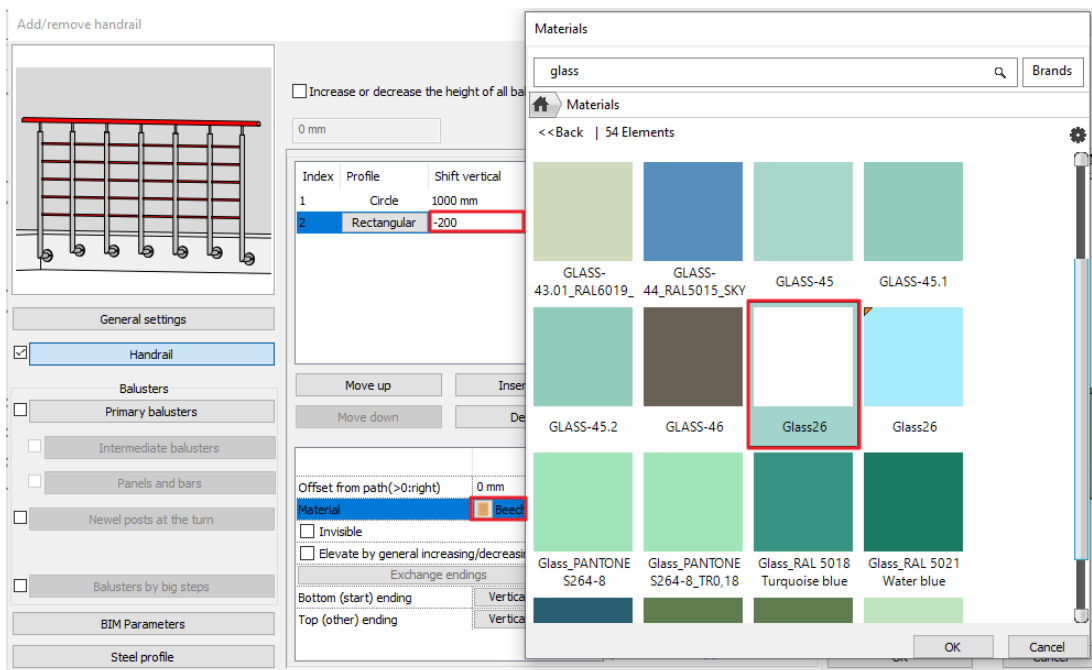 Add/remove handrail
Increase or decrease the height of all bal
0 mm
Index Profile Shift vertical
1 Circle 1000 mm
2 Rectangular -200
General settings
Handrail
Balusters
Primary balusters
Intermediate balusters
Panels and bars
Newel posts at the turn
Balusters by big steps
BIM Parameters
Steel profile
Move up Inser
Move down De
Offset from path(>0:right) 0 mm
Material Beech
Invisible
Elevate by general increasing/decreasin
Exchange endings
Bottom (start) ending Vertica
Top (other) ending Vertica
Materials
glass Brands
Materials
<<Back | 54 Elements
GLASS-
43.01_RAL6019_
GLASS-
44_RAL5015_SKY
GLASS-45
GLASS-45.1
GLASS-45.2
GLASS-46
Glass26
Glass26
Glass_PANTONE
S264-8
Glass_PANTONE
S264-8_TR0,18
Glass_RAL 5018
Turquoise blue
Glass_RAL 5021
Water blue
OK Cancel